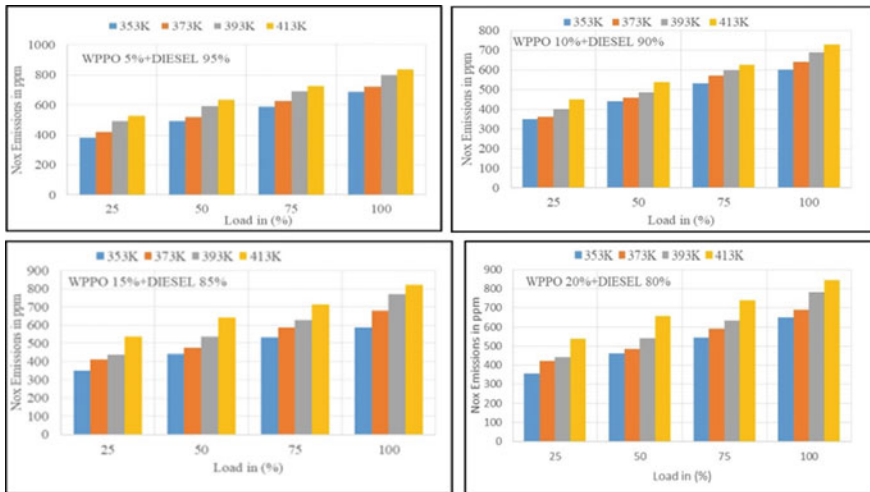 353K 373K 393K 413K
WPPO 5%+DIESEL 95%
Nox Emissions in ppm
1000
800
600
400
200
0
25 50 75 100
Load in (%)
353K 373K 393K 413K
WPPO 10%+DIESEL 90%
Nox Emissions in ppm
800
700
600
500
400
300
200
100
0
25 50 75 100
Load in (%)
353K 373K 393K 413K
WPPO 15%+DIESEL 85%
Nox Emissions in ppm
900
800
700
600
500
400
300
200
100
0
25 50 75 100
Load in (%)
353K 373K 393K 413K
WPPO 20%+DIESEL 80%
Nox Emissions in ppm
900
800
700
600
500
400
300
200
100
0
25 50 75 100
Load in (%)